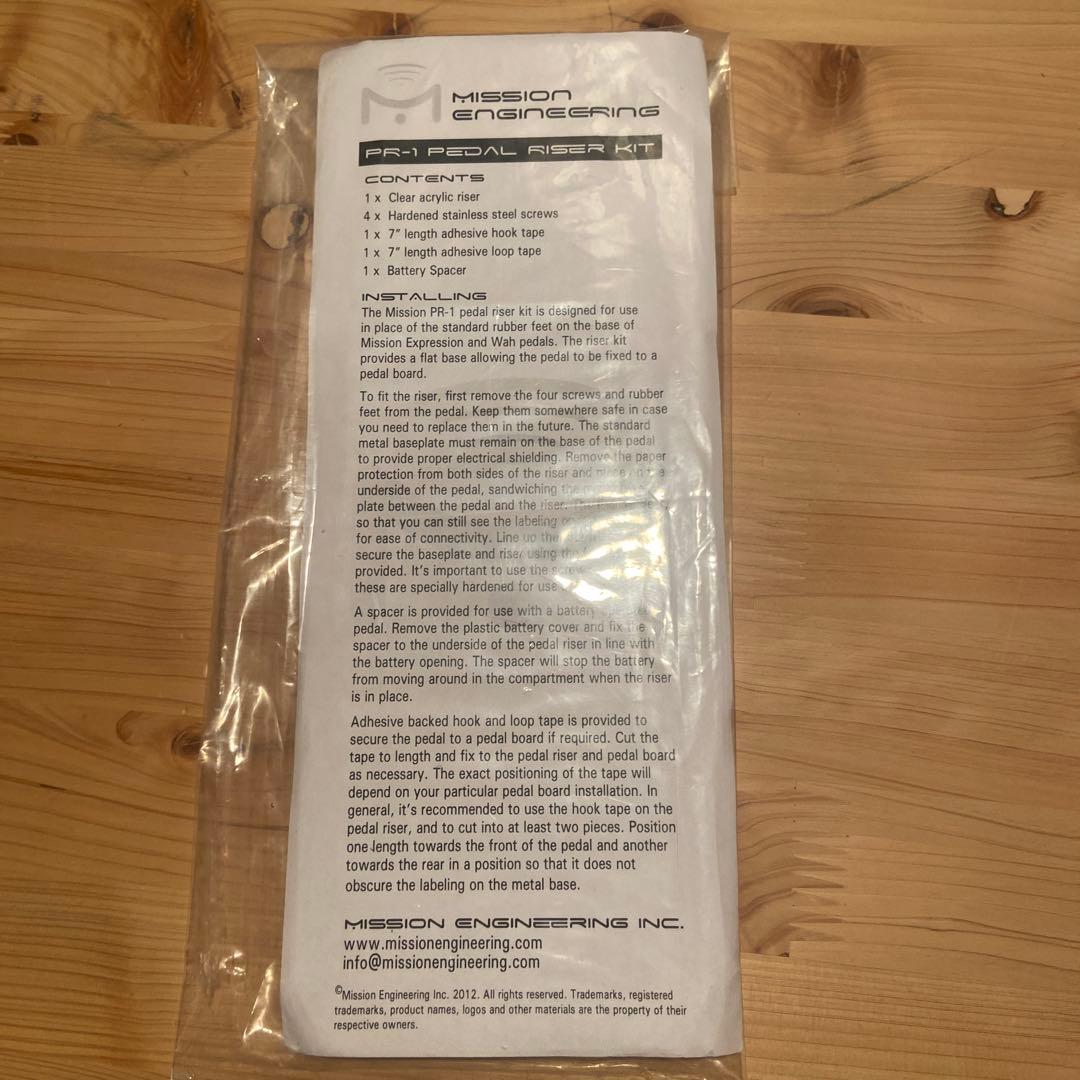 MISSION
ENGINEERING
PR-1 PEDAL RISER KIT
CONTENTS
1 x Clear acrylic riser
4 x Hardened stainless steel screws
1 x 7" length adhesive hook tape
1 x 7" length adhesive loop tape
1 x Battery Spacer
INSTALLING
The Mission PR-1 pedal riser kit is designed for use
in place of the standard rubber feet on the base of
Mission Expression and Wah pedals. The riser kit
provides a flat base allowing the pedal to be fixed to a
pedal board.
To fit the riser, first remove the four screws and rubber
feet from the pedal. Keep them somewhere safe in case
you need to replace them in the future. The standard
metal baseplate must remain on the base of the pedal
to provide proper electrical shielding. Remove the paper
protection from both sides of the riser and place on the
underside of the pedal, sandwiching the
plate between the pedal and the riser. The
so that you can still see the labeling
for ease of connectivity. Line up the
secure the baseplate and riser using the
provided. It's important to use the
these are specially hardened for use
A spacer is provided for use with a battery
pedal. Remove the plastic battery cover and fix the
spacer to the underside of the pedal riser in line with
the battery opening. The spacer will stop the battery
from moving around in the compartment when the riser
is in place.
Adhesive backed hook and loop tape is provided to
secure the pedal to a pedal board if required. Cut the
tape to length and fix to the pedal riser and pedal board
as necessary. The exact positioning of the tape will
depend on your particular pedal board installation. In
general, it's recommended to use the hook tape on the
pedal riser, and to cut into at least two pieces. Position
one length towards the front of the pedal and another
towards the rear in a position so that it does not
obscure the labeling on the metal base.
MISSION ENGINEERING INC.
www.missionengineering.com
info@missionengineering.com
©Mission Engineering Inc. 2012. All rights reserved. Trademarks, registered
trademarks, product names, logos and other materials are the property of their
respective owners.